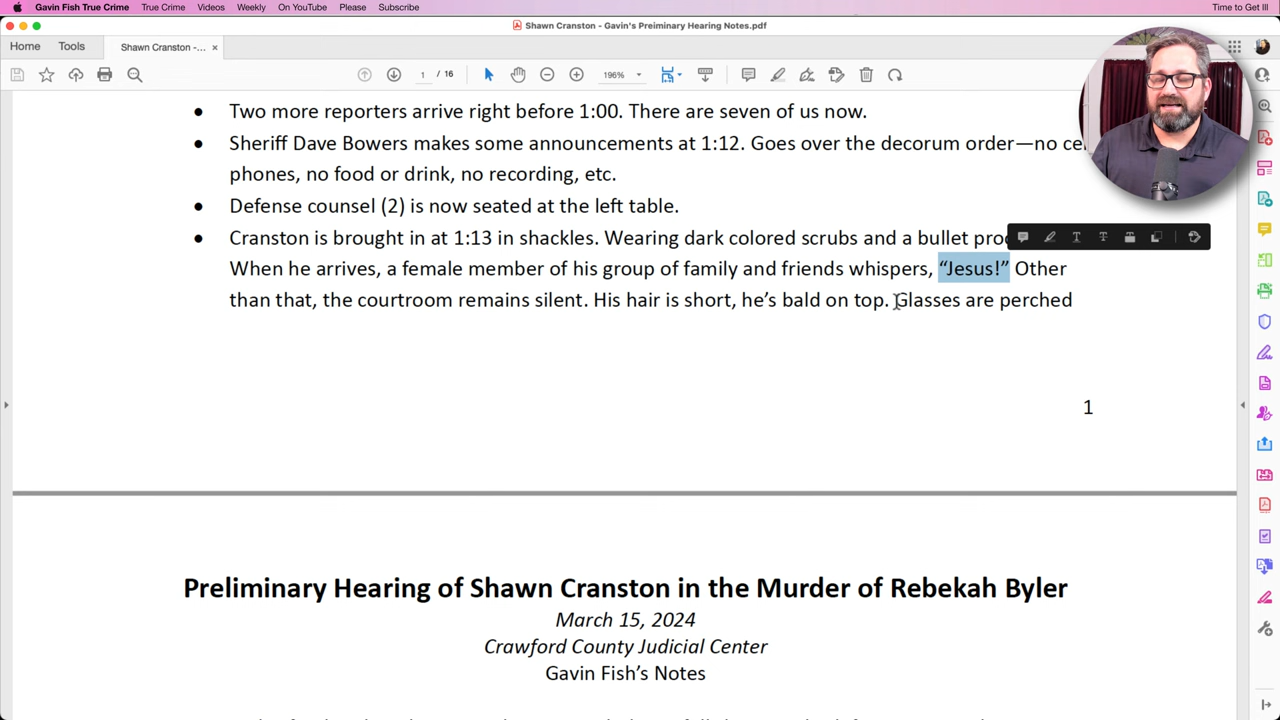 Gavin Fish True Crime True Crime Videos Weekly On YouTube Please Subscribe Time to Get Ill
Shawn Cranston - Gavin's Preiminary Hearing Notes.pdf
Home Tools Shawn Cranston -... ×
1 / 16 196%
• Two more reporters arrive right before 1:00. There are seven of us now.
• Sheriff Dave Bowers makes some announcements at 1:12. Goes over the decorum order—no ce
phones, no food or drink, no recording, etc.
• Defense counsel (2) is now seated at the left table.
• Cranston is brought in at 1:13 in shackles. Wearing dark colored scrubs and a bullet pro
When he arrives, a female member of his group of family and friends whispers, “Jesus!” Other
than that, the courtroom remains silent. His hair is short, he’s bald on top. Glasses are perched
1
Preliminary Hearing of Shawn Cranston in the Murder of Rebekah Byler
March 15, 2024
Crawford County Judicial Center
Gavin Fish’s Notes